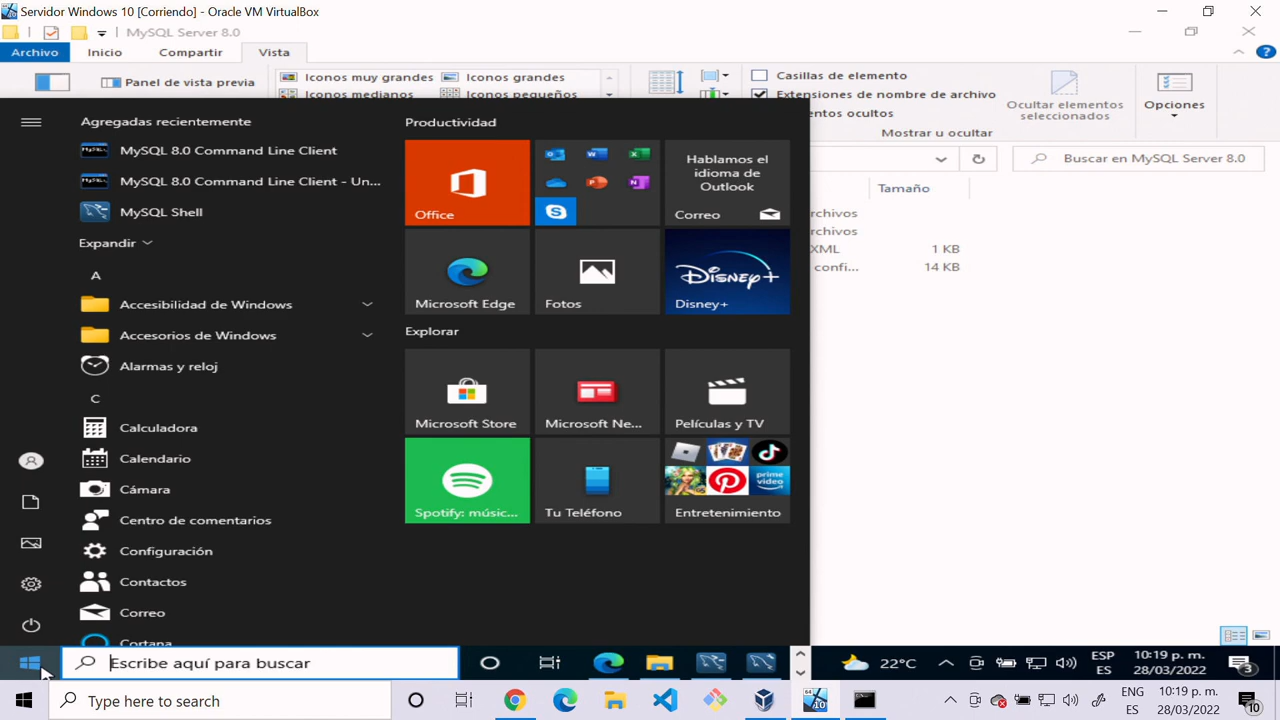 Servidor Windows 10 [Corriendo] - Oracle VM VirtualBox
MySQL Server 8.0
Archivo
Inicio
Compartir
Vista
Panel de vista previa
Iconos muy grandes
Iconos grandes
Iconos medianos
Iconos pequeños
Casillas de elemento
Extensiones de nombre de archivo
Ocultar elementos
seleccionados
Opciones
Mostrar u ocultar
Buscar en MySQL Server 8.0
Tamaño
XML
1 KB
confi...
14 KB
Agregadas recientemente
MySQL 8.0 Command Line Client
MySQL 8.0 Command Line Client - Un...
MySQL Shell
Expandir
A
Accesibilidad de Windows
Accesorios de Windows
Alarmas y reloj
C
Calculadora
Calendario
Cámara
Centro de comentarios
Configuración
Contactos
Correo
Cortana
Productividad
Office
Hablamos el
idioma de
Outlook
Correo
Microsoft Edge
Fotos
Disney+
Disney+
Explorar
Microsoft Store
Microsoft Ne...
Películas y TV
Spotify: músic...
Tu Teléfono
prime
video
Entretenimiento
Escribe aquí para buscar
22°C
ESP
ES
10:19 p. m.
28/03/2022
3
Type here to search
64
10
ENG
ES
10:19 p. m.
28/03/2022
10